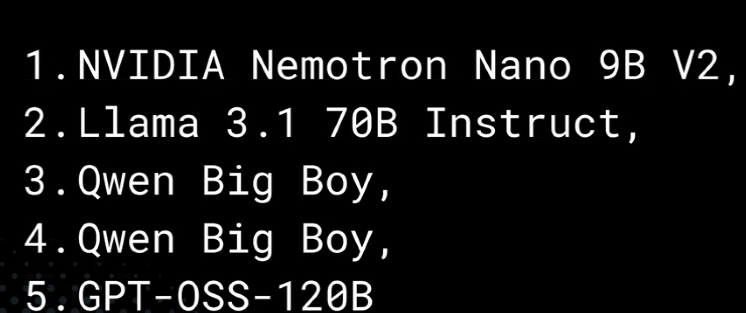 1.NVIDIA Nemotron Nano 9B V2,
2.Llama 3.1 70B Instruct,
3.Qwen Big Boy,
4.Qwen Big Boy,
5.GPT-OSS-120B